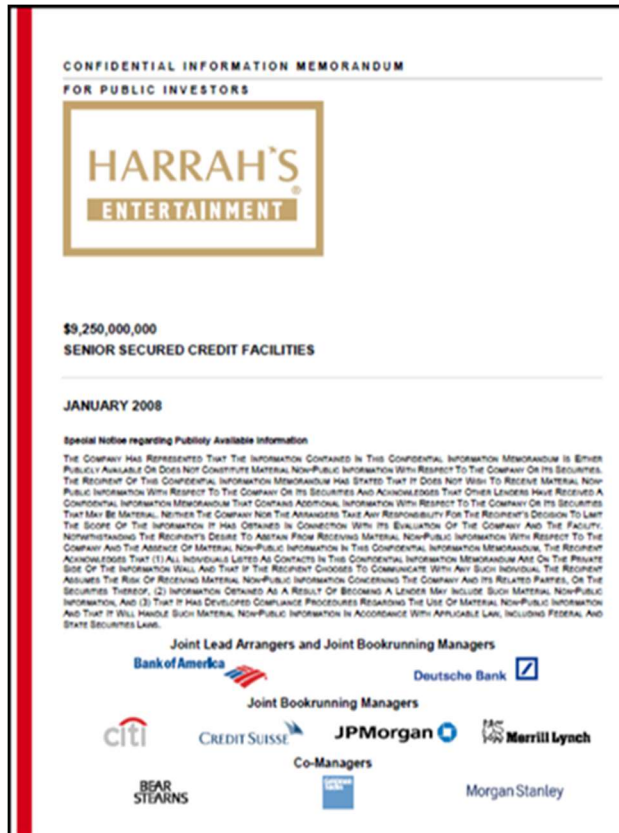 CONFIDENTIAL INFORMATION MEMORANDUM
FOR PUBLIC INVESTORS
HARRAH'S
®
ENTERTAINMENT
$9,250,000,000
SENIOR SECURED CREDIT FACILITIES
JANUARY 2008
Special Notice regarding Publicly Available Information
THE COMPANY HAS REPRESENTED THAT THE INFORMATION CONTAINED IN THIS CONFIDENTIAL INFORMATION MEMORANDUM IS EITHER
PUBLICLY AVAILABLE OR DOES NOT CONSTITUTE MATERIAL NON-PUBLIC INFORMATION WITH RESPECT TO THE COMPANY OR ITS SECURITIES.
THE RECIPIENT OF THIS CONFIDENTIAL INFORMATION MEMORANDUM HAS STATED THAT IT DOES NOT WISH TO RECEIVE MATERIAL NON-
PUBLIC INFORMATION WITH RESPECT TO THE COMPANY OR ITS SECURITIES AND ACKNOWLEDGES THAT OTHER LENDERS HAVE RECEIVED A
CONFIDENTIAL INFORMATION MEMORANDUM THAT CONTAINS ADDITIONAL INFORMATION WITH RESPECT TO THE COMPANY OR ITS SECURITIES
THAT MAY BE MATERIAL. NEITHER THE COMPANY NOR THE ARRANGERS TAKE ANY RESPONSIBILITY FOR THE RECIPIENT'S DECISION TO LIMIT
THE SCOPE OF THE INFORMATION IT HAS OBTAINED IN CONNECTION WITH ITS EVALUATION OF THE COMPANY AND THE FACILITY.
NOTWITHSTANDING THE RECIPIENT'S DESIRE TO ABSTAIN FROM RECEIVING MATERIAL NON-PUBLIC INFORMATION WITH RESPECT TO THE
COMPANY AND THE ABSENCE OF MATERIAL NON-PUBLIC INFORMATION IN THIS CONFIDENTIAL INFORMATION MEMORANDUM, THE RECIPIENT
ACKNOWLEDGES THAT (1) ALL INDIVIDUALS LISTED AS CONTACTS IN THIS CONFIDENTIAL INFORMATION MEMORANDUM ARE ON THE PRIVATE
SIDE OF THE INFORMATION WALL AND THAT IF THE RECIPIENT CHOOSES TO COMMUNICATE WITH ANY SUCH INDIVIDUAL THE RECIPIENT
ASSUMES THE RISK OF RECEIVING MATERIAL NON-PUBLIC INFORMATION CONCERNING THE COMPANY AND ITS RELATED PARTIES, OR THE
SECURITIES THEREOF, (2) INFORMATION OBTAINED AS A RESULT OF BECOMING A LENDER MAY INCLUDE SUCH MATERIAL NON-PUBLIC
INFORMATION, AND (3) THAT IT HAS DEVELOPED COMPLIANCE PROCEDURES REGARDING THE USE OF MATERIAL NON-PUBLIC INFORMATION
AND THAT IT WILL HANDLE SUCH MATERIAL NON-PUBLIC INFORMATION IN ACCORDANCE WITH APPLICABLE LAW, INCLUDING FEDERAL AND
STATE SECURITIES LAWS.
Joint Lead Arrangers and Joint Bookrunning Managers
Bank of America Deutsche Bank
Joint Bookrunning Managers
citi CREDIT SUISSE JPMorgan Merrill Lynch
Co-Managers
BEAR
STEARNS
Morgan Stanley